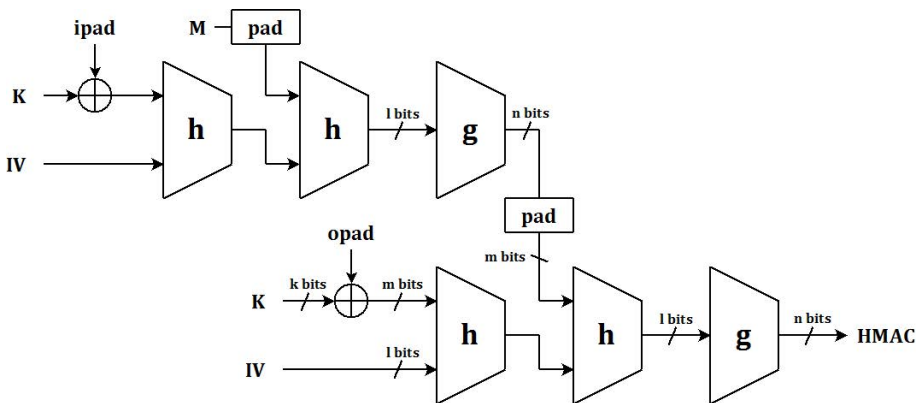 ipad
M
pad
K
h
h
l bits
g
n bits
IV
pad
opad
m bits
K
k bits
m bits
h
h
l bits
g
n bits
HMAC
IV
l bits